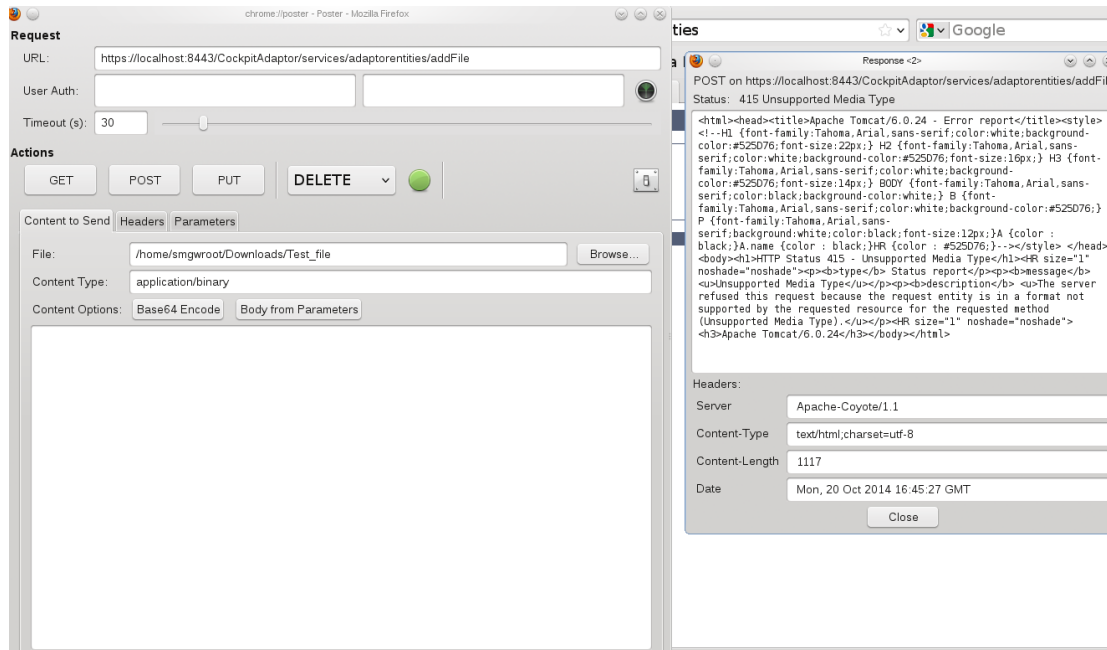 chrome://poster - Poster - Mozilla Firefox
Request
URL: https://localhost:8443/CockpitAdaptor/services/adaptorentities/addFile
User Auth:
Timeout (s): 30
Actions
GET POST PUT DELETE
Content to Send Headers Parameters
File: /home/smgwroot/Downloads/Test_file Browse...
Content Type: application/binary
Content Options: Base64 Encode Body from Parameters
ties
Google
Response <2>
POST on https://localhost:8443/CockpitAdaptor/services/adaptorentities/addFil
Status: 415 Unsupported Media Type
<html><head><title>Apache Tomcat/6.0.24 - Error report</title><style>
<!--H1 {font-family:Tahoma,Arial,sans-serif;color:white;background-
color:#525D76;font-size:22px;} H2 {font-family:Tahoma,Arial,sans-
serif;color:white;background-color:#525D76;font-size:16px;} H3 {font-
family:Tahoma,Arial,sans-serif;color:white;background-
color:#525D76;font-size:14px;} BODY {font-family:Tahoma,Arial,sans-
serif;color:black;background-color:white;} B {font-
family:Tahoma,Arial,sans-serif;color:white;background-color:#525D76;}
P {font-family:Tahoma,Arial,sans-
serif;background:white;color:black;font-size:12px;}A {color :
black;}A.name {color : black;}HR {color : #525D76;}--></style> </head>
<body><h1>HTTP Status 415 - Unsupported Media Type</h1><HR size="1"
noshade="noshade"><p><b>type</b> Status report</p><p><b>message</b>
<u>Unsupported Media Type</u></p><p><b>description</b> <u>The server
refused this request because the request entity is in a format not
supported by the requested resource for the requested method
(Unsupported Media Type).</u></p><HR size="1" noshade="noshade">
<h3>Apache Tomcat/6.0.24</h3></body></html>
Headers:
Server Apache-Coyote/1.1
Content-Type text/html;charset=utf-8
Content-Length 1117
Date Mon, 20 Oct 2014 16:45:27 GMT
Close